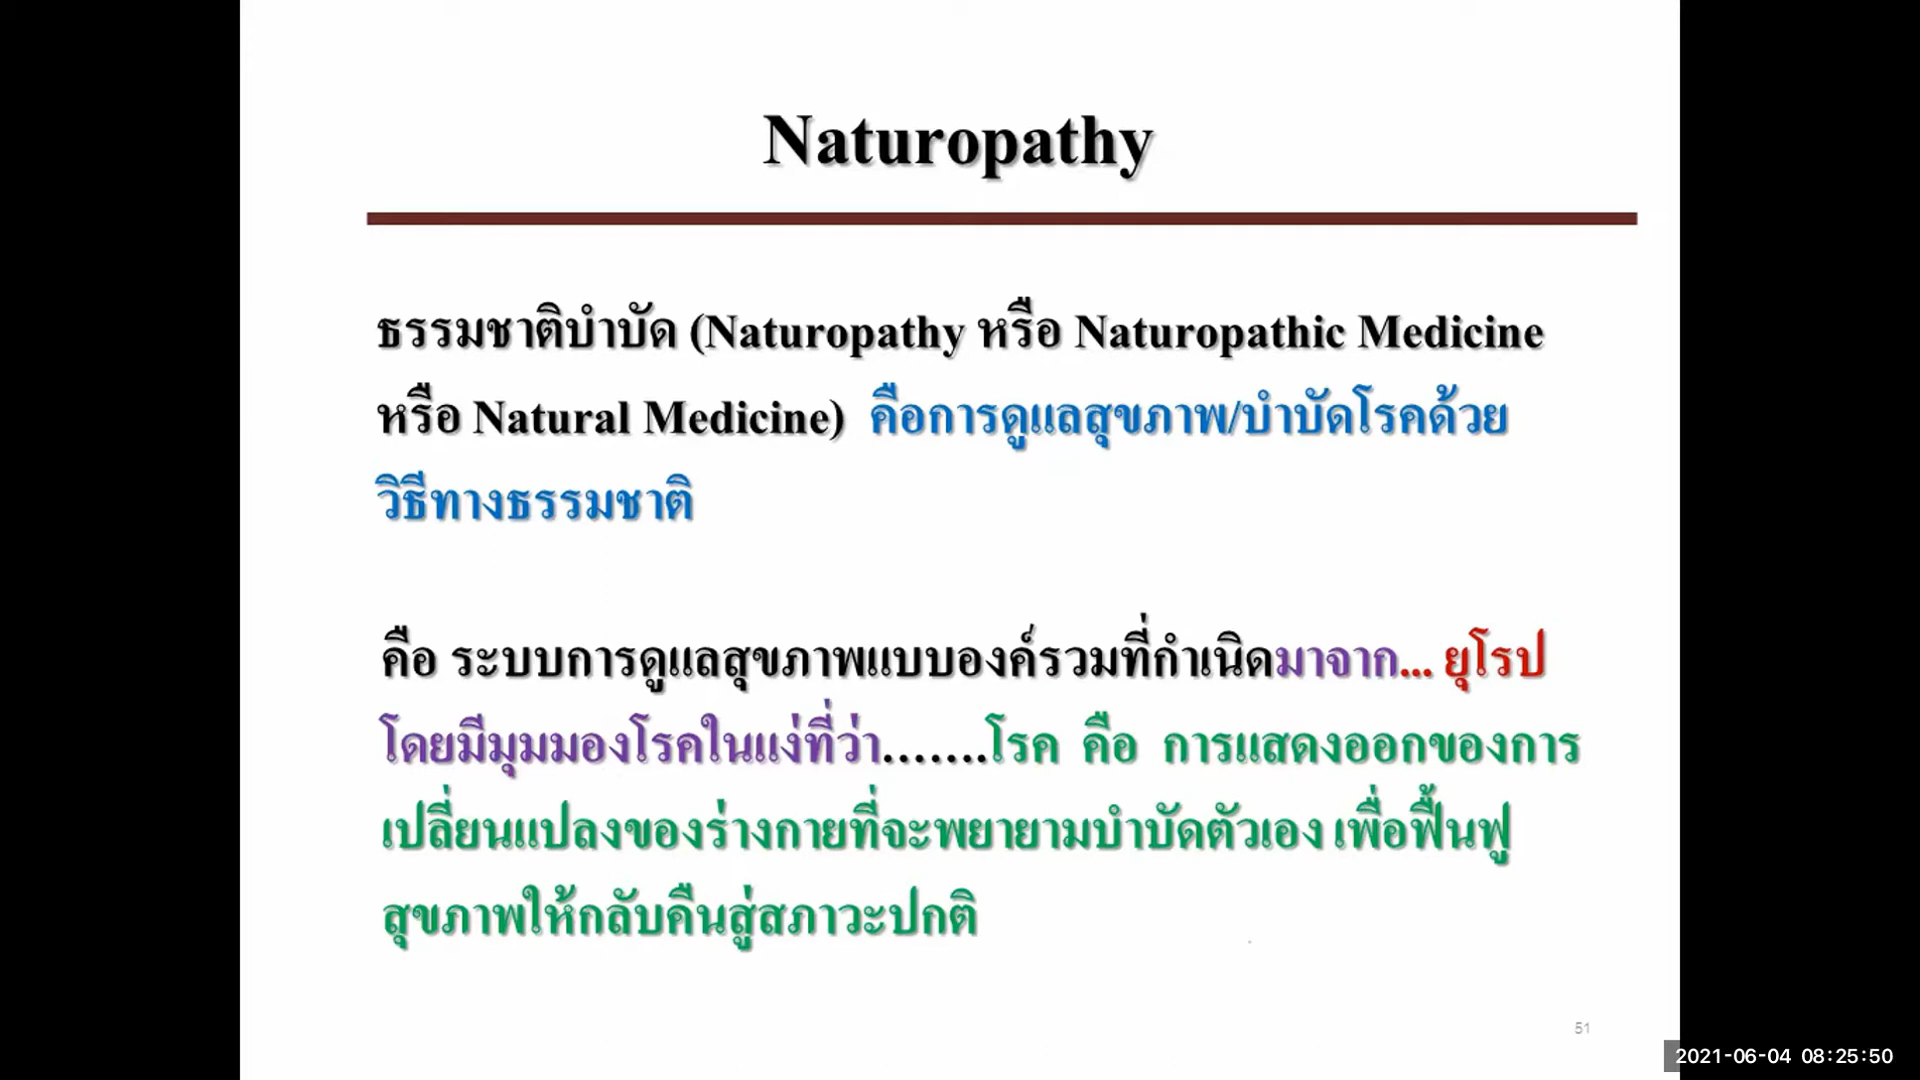 Naturopathy
ธรรมชาติบำบัด (Naturopathy หรือ Naturopathic Medicine
หรือ Natural Medicine) คือการดูแลสุขภาพ/บำบัดโรคด้วย
วิธีทางธรรมชาติ
คือ ระบบการดูแลสุขภาพแบบองค์รวมที่กำเนิดมาจาก... ยุโรป
โดยมีมุมมองโรคในแง่ที่ว่า.......โรค คือ การแสดงออกของการ
เปลี่ยนแปลงของร่างกายที่จะพยายามบำบัดตัวเอง เพื่อฟื้นฟู
สุขภาพให้กลับคืนสู่สภาวะปกติ
51
2021-06-04 08:25:50